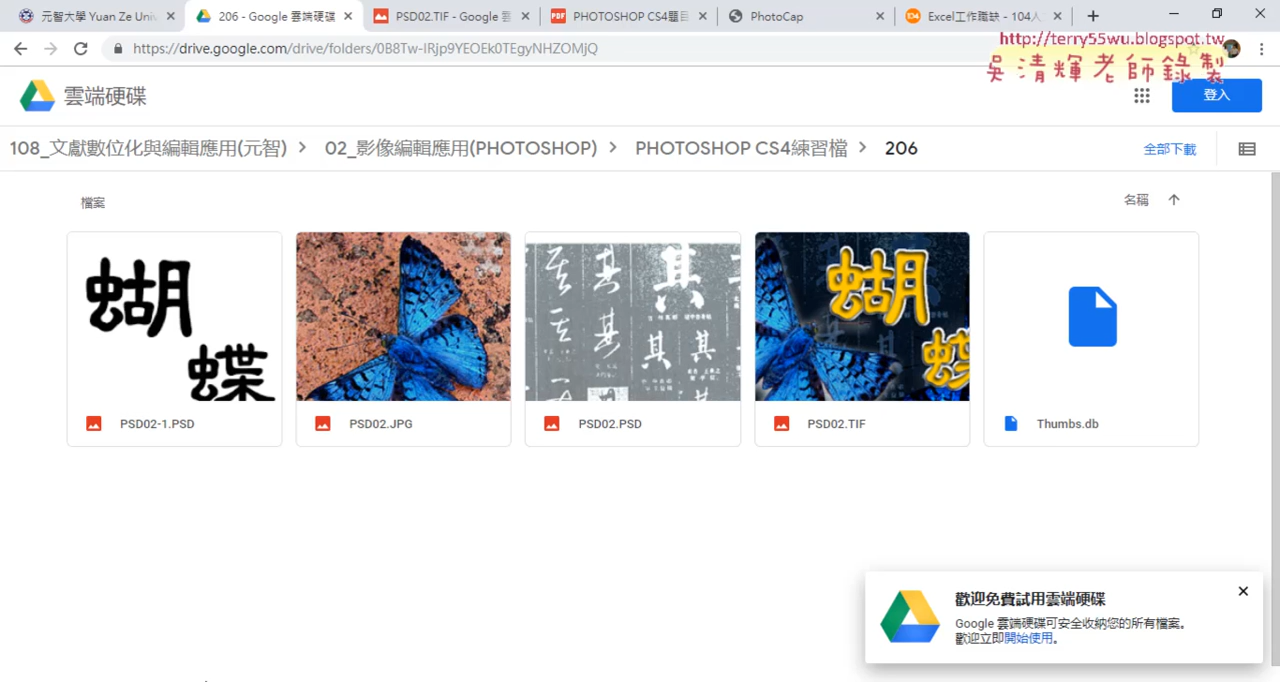 元智大學 Yuan Ze Uni
206 - Google 雲端硬碟
PSD02.TIF - Google 雲
PHOTOSHOP CS4題目
PhotoCap
Excel工作職缺 - 104人
https://drive.google.com/drive/folders/0B8Tw-IRjp9YEOEk0TEgyNHZOMjQ
http://terry55wu.blogspot.tw
吳清輝老師錄製
雲端硬碟
登入
108_文獻數位化與編輯應用(元智)
02_影像編輯應用(PHOTOSHOP)
PHOTOSHOP CS4練習檔
206
全部下載
檔案
名稱
蝴
蝶
其
蝴
蝶
PSD02-1.PSD
PSD02.JPG
PSD02.PSD
PSD02.TIF
Thumbs.db
歡迎免費試用雲端硬碟
Google 雲端硬碟可安全收納您的所有檔案。
歡迎立即開始使用。